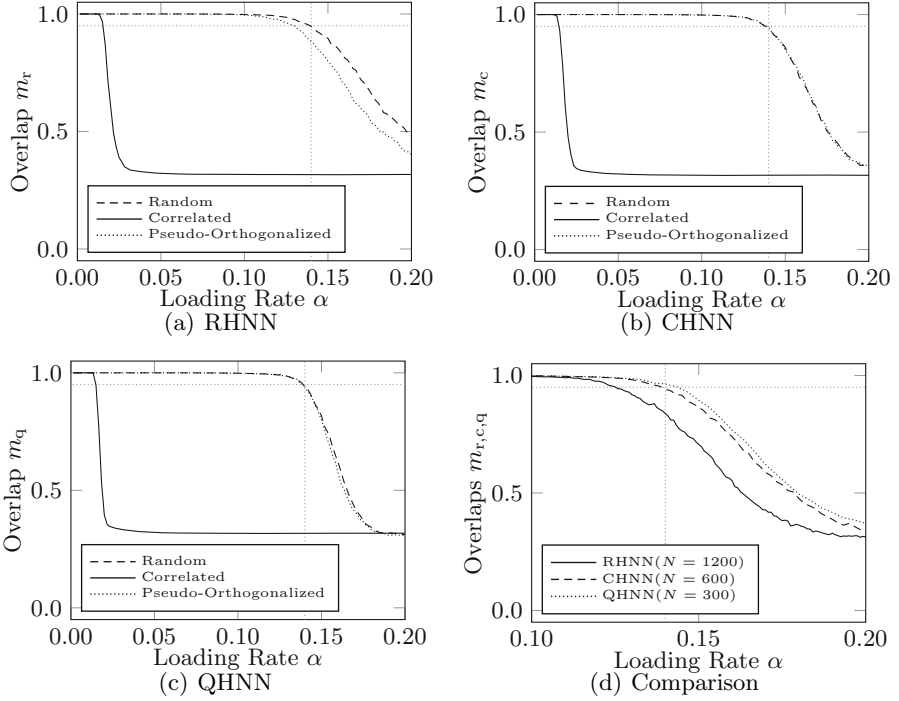 1.0
0.5
0.0
Overlap m_r
Random
Correlated
Pseudo-Orthogonalized
0.00 0.05 0.10 0.15 0.20
Loading Rate α
(a) RHNN
1.0
0.5
0.0
Overlap m_c
Random
Correlated
Pseudo-Orthogonalized
0.00 0.05 0.10 0.15 0.20
Loading Rate α
(b) CHNN
1.0
0.5
0.0
Overlap m_q
Random
Correlated
Pseudo-Orthogonalized
0.00 0.05 0.10 0.15 0.20
Loading Rate α
(c) QHNN
1.0
0.5
0.0
Overlaps m_r,c,q
RHNN(N = 1200)
CHNN(N = 600)
QHNN(N = 300)
0.10 0.15 0.20
Loading Rate α
(d) Comparison